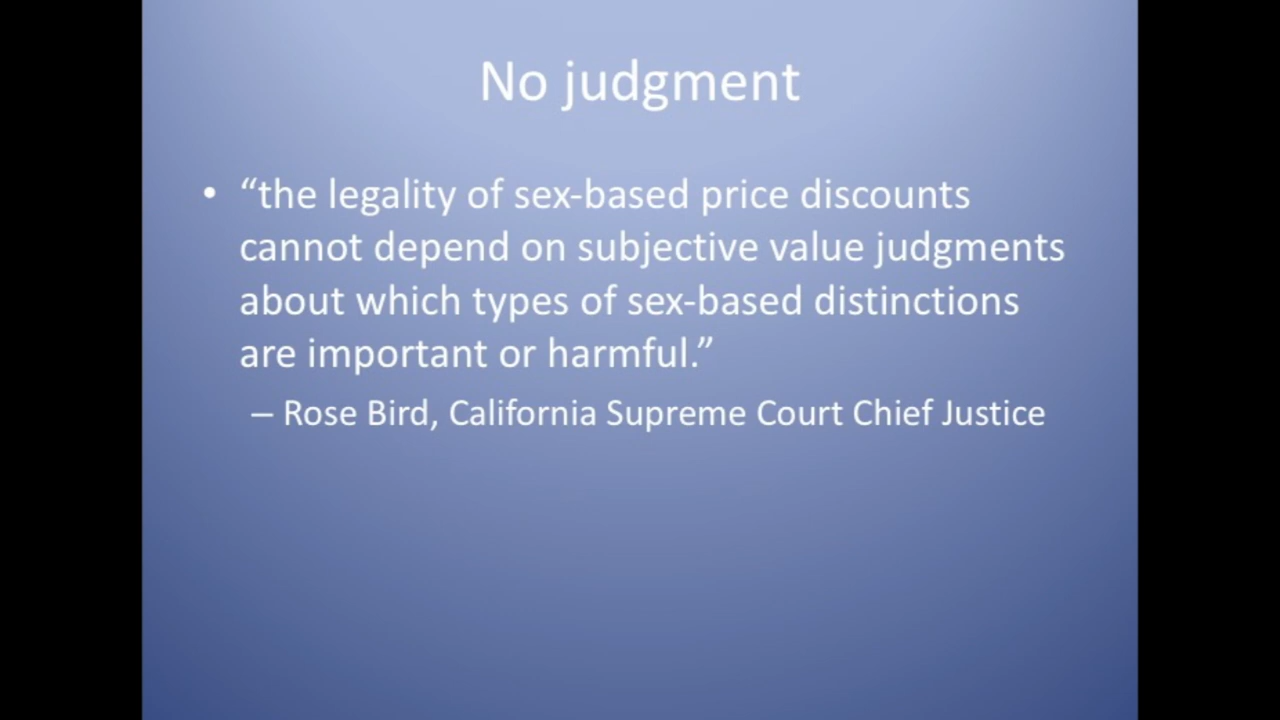 No judgment
• “the legality of sex-based price discounts
cannot depend on subjective value judgments
about which types of sex-based distinctions
are important or harmful.”
– Rose Bird, California Supreme Court Chief Justice